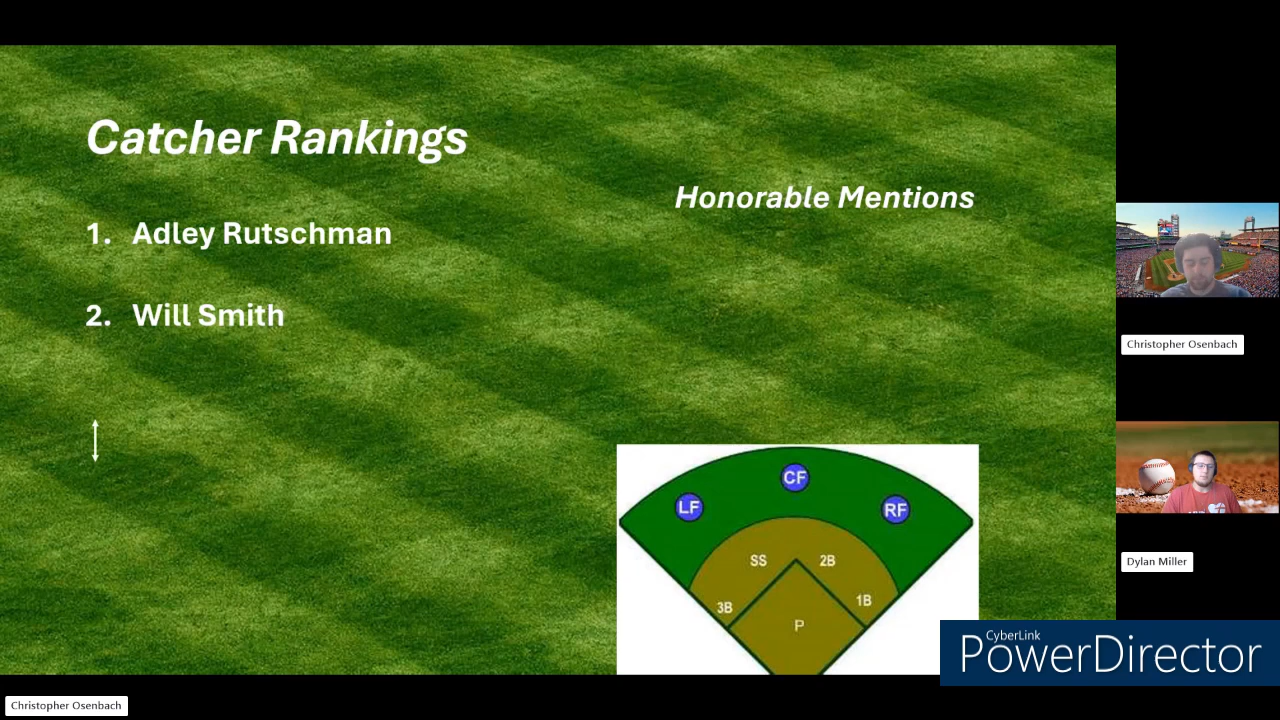 Catcher Rankings
Honorable Mentions
1. Adley Rutschman
2. Will Smith
CF
LF
RF
SS
2B
3B
1B
P
Christopher Osenbach
Dylan Miller
CyberLink
PowerDirector
Christopher Osenbach